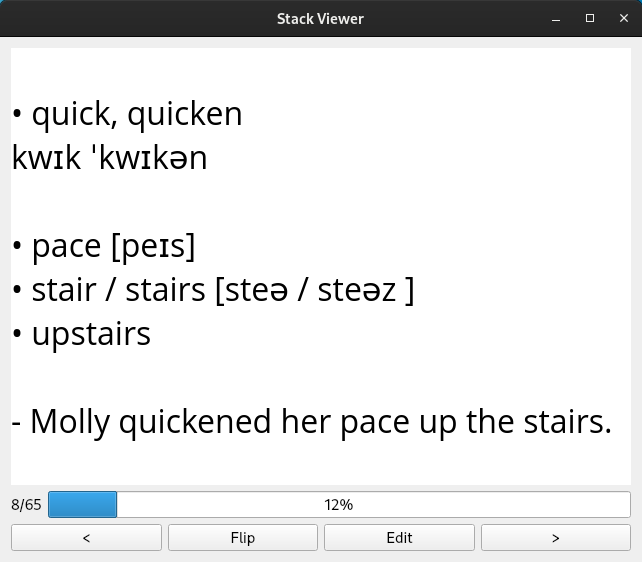 Stack Viewer
• quick, quicken
kwɪk ˈkwɪkən
• pace [peɪs]
• stair / stairs [steə / steəz ]
• upstairs
- Molly quickened her pace up the stairs.
8/65 12%
< Flip Edit >